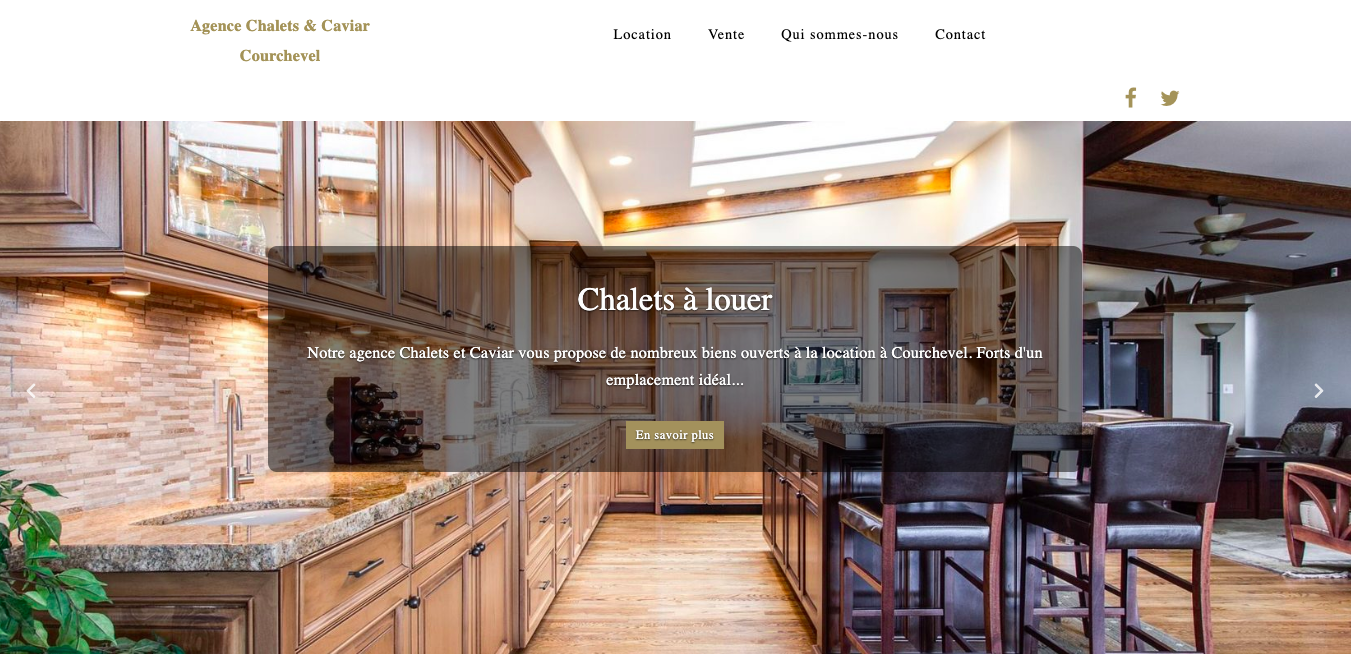 Agence Chalets & Caviar
Courchevel
Location
Vente
Qui sommes-nous
Contact
Chalets à louer
Notre agence Chalets et Caviar vous propose de nombreux biens ouverts à la location à Courchevel. Forts d'un
emplacement idéal...
En savoir plus